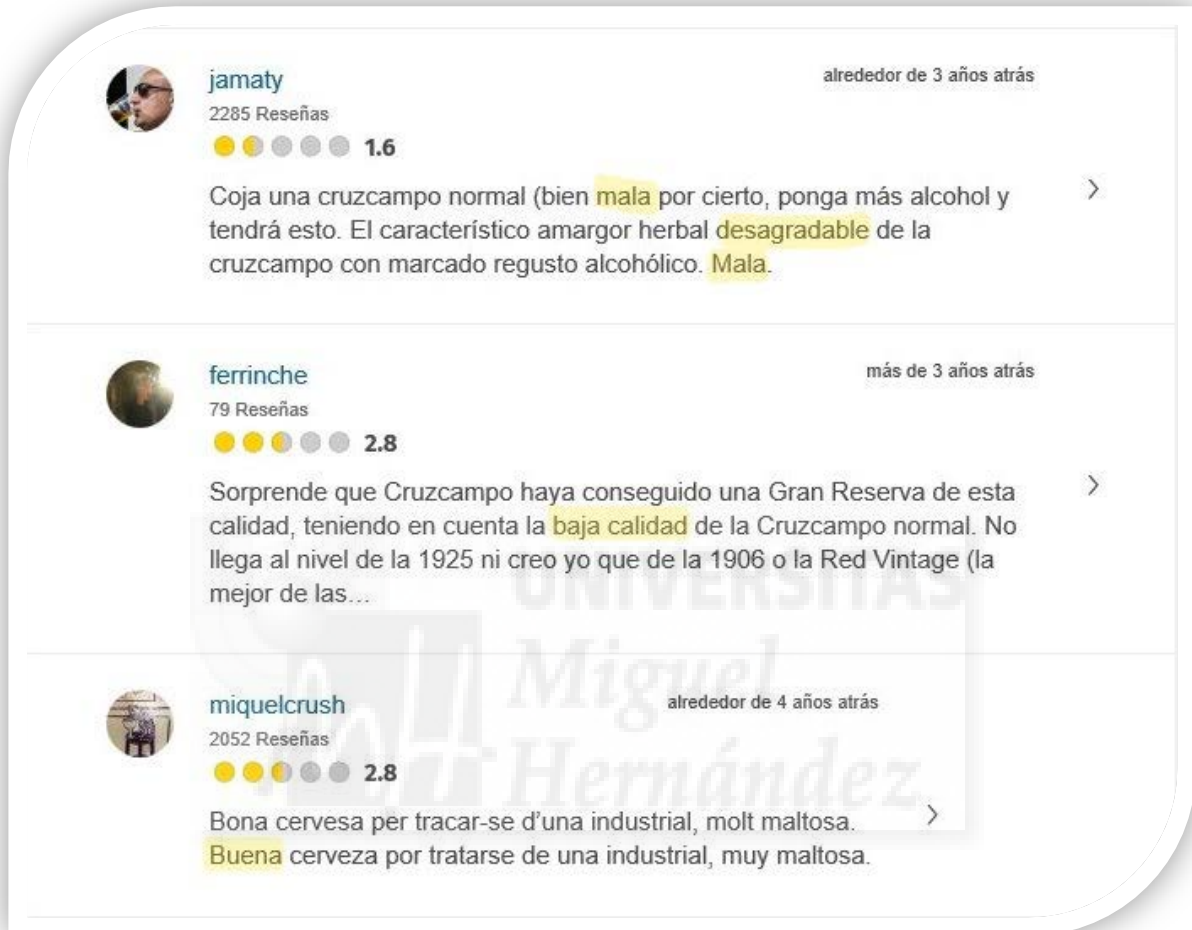 jamaty
alrededor de 3 años atrás
2285 Reseñas
1.6
Coja una cruzcampo normal (bien mala por cierto, ponga más alcohol y
tendrá esto. El característico amargor herbal desagradable de la
cruzcampo con marcado regusto alcohólico. Mala.
ferrinche
más de 3 años atrás
79 Reseñas
2.8
Sorprende que Cruzcampo haya conseguido una Gran Reserva de esta
calidad, teniendo en cuenta la baja calidad de la Cruzcampo normal. No
llega al nivel de la 1925 ni creo yo que de la 1906 o la Red Vintage (la
mejor de las...
UNIVERSITAS
Miguel
Hernández
miquelcrush
alrededor de 4 años atrás
2052 Reseñas
2.8
Bona cervesa per tracar-se d’una industrial, molt maltosa.
Buena cerveza por tratarse de una industrial, muy maltosa.